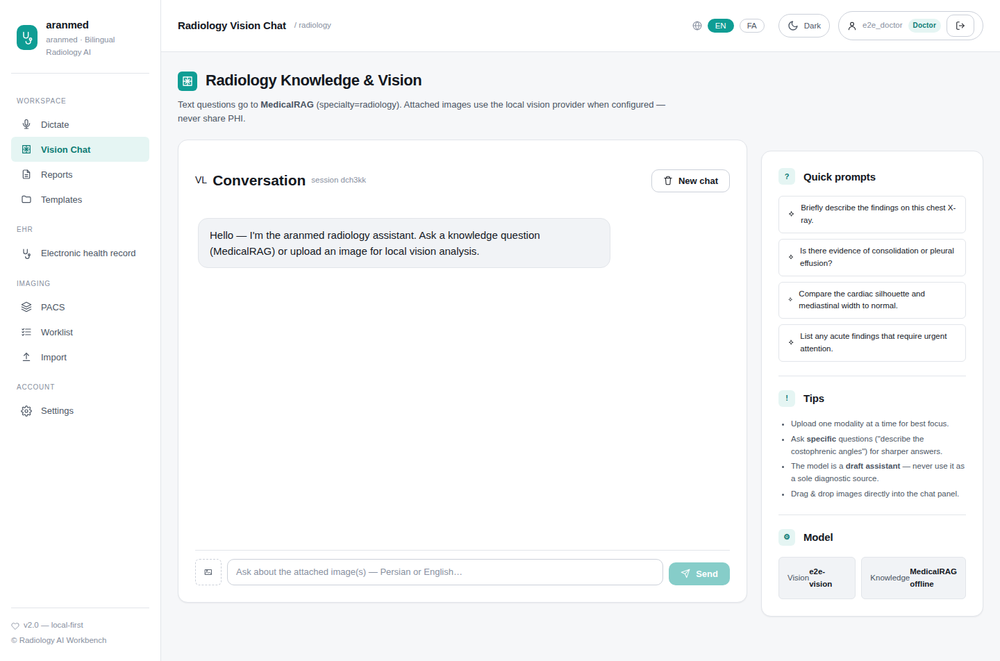 aranmed
aranmed · Bilingual
Radiology AI
WORKSPACE
Dictate
Vision Chat
Reports
Templates
EHR
Electronic health record
IMAGING
PACS
Worklist
Import
ACCOUNT
Settings
v2.0 — local-first
© Radiology AI Workbench
Radiology Vision Chat / radiology
EN FA Dark e2e_doctor Doctor
Radiology Knowledge & Vision
Text questions go to MedicalRAG (specialty=radiology). Attached images use the local vision provider when configured —
never share PHI.
VL Conversation session dch3kk
New chat
Hello — I'm the aranmed radiology assistant. Ask a knowledge question
(MedicalRAG) or upload an image for local vision analysis.
Ask about the attached image(s) — Persian or English…
Send
? Quick prompts
Briefly describe the findings on this chest X-
ray.
Is there evidence of consolidation or pleural
effusion?
Compare the cardiac silhouette and
mediastinal width to normal.
List any acute findings that require urgent
attention.
! Tips
• Upload one modality at a time for best focus.
• Ask specific questions ("describe the
costophrenic angles") for sharper answers.
• The model is a draft assistant — never use it as
a sole diagnostic source.
• Drag & drop images directly into the chat panel.
Model
Vision e2e-
vision
Knowledge MedicalRAG
offline